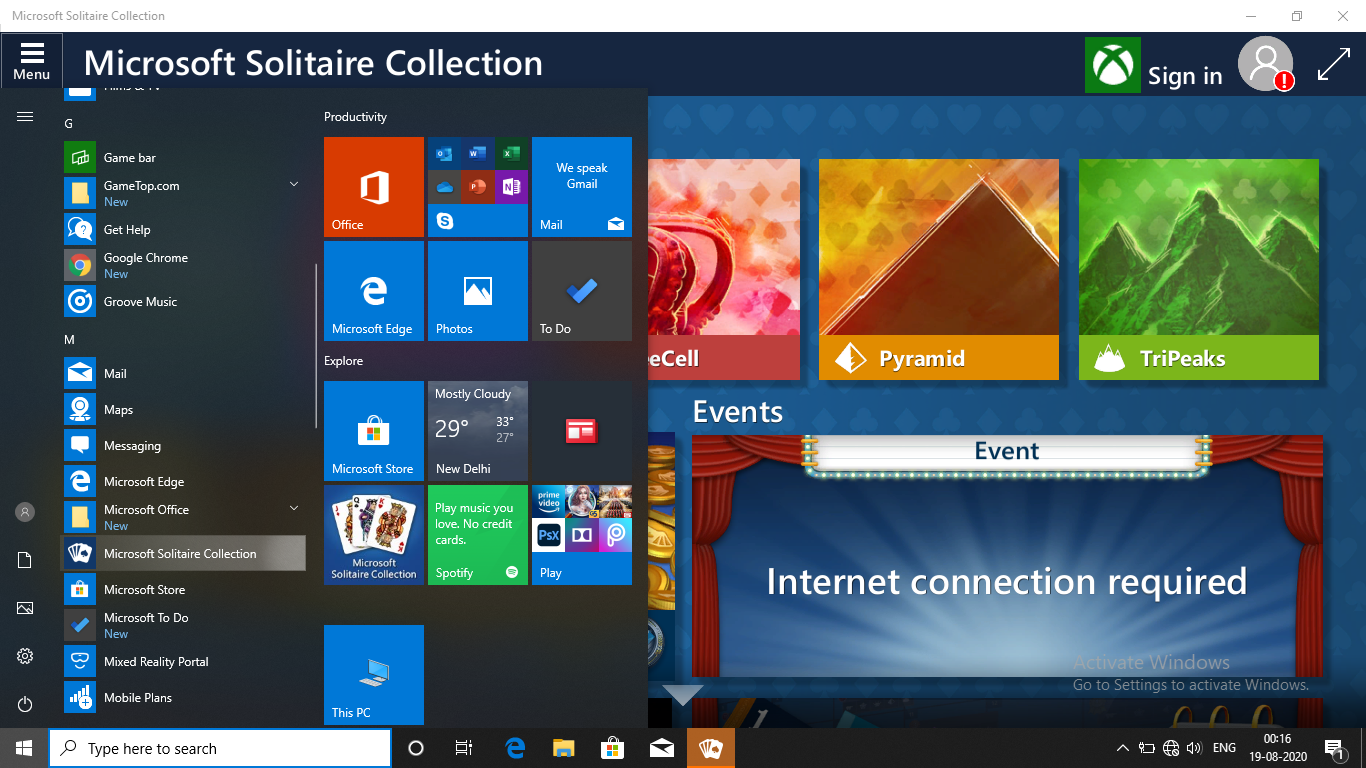 Microsoft Solitaire Collection
Menu
Microsoft Solitaire Collection
Sign in
G
Game bar
GameTop.com
New
Get Help
Google Chrome
New
Groove Music
M
Mail
Maps
Messaging
Microsoft Edge
Microsoft Office
New
Microsoft Solitaire Collection
Microsoft Store
Microsoft To Do
New
Mixed Reality Portal
Mobile Plans
Productivity
Office
We speak
Gmail
Mail
Microsoft Edge
Photos
To Do
Explore
Microsoft Store
Mostly Cloudy
29°
33°
27°
New Delhi
Microsoft
Solitaire Collection
Play music you
love. No credit
cards.
Spotify
prime
video
PsX
Play
This PC
eCell
Pyramid
TriPeaks
Events
Event
Internet connection required
Activate Windows
Go to Settings to activate Windows.
Type here to search
ENG
00:16
19-08-2020
1